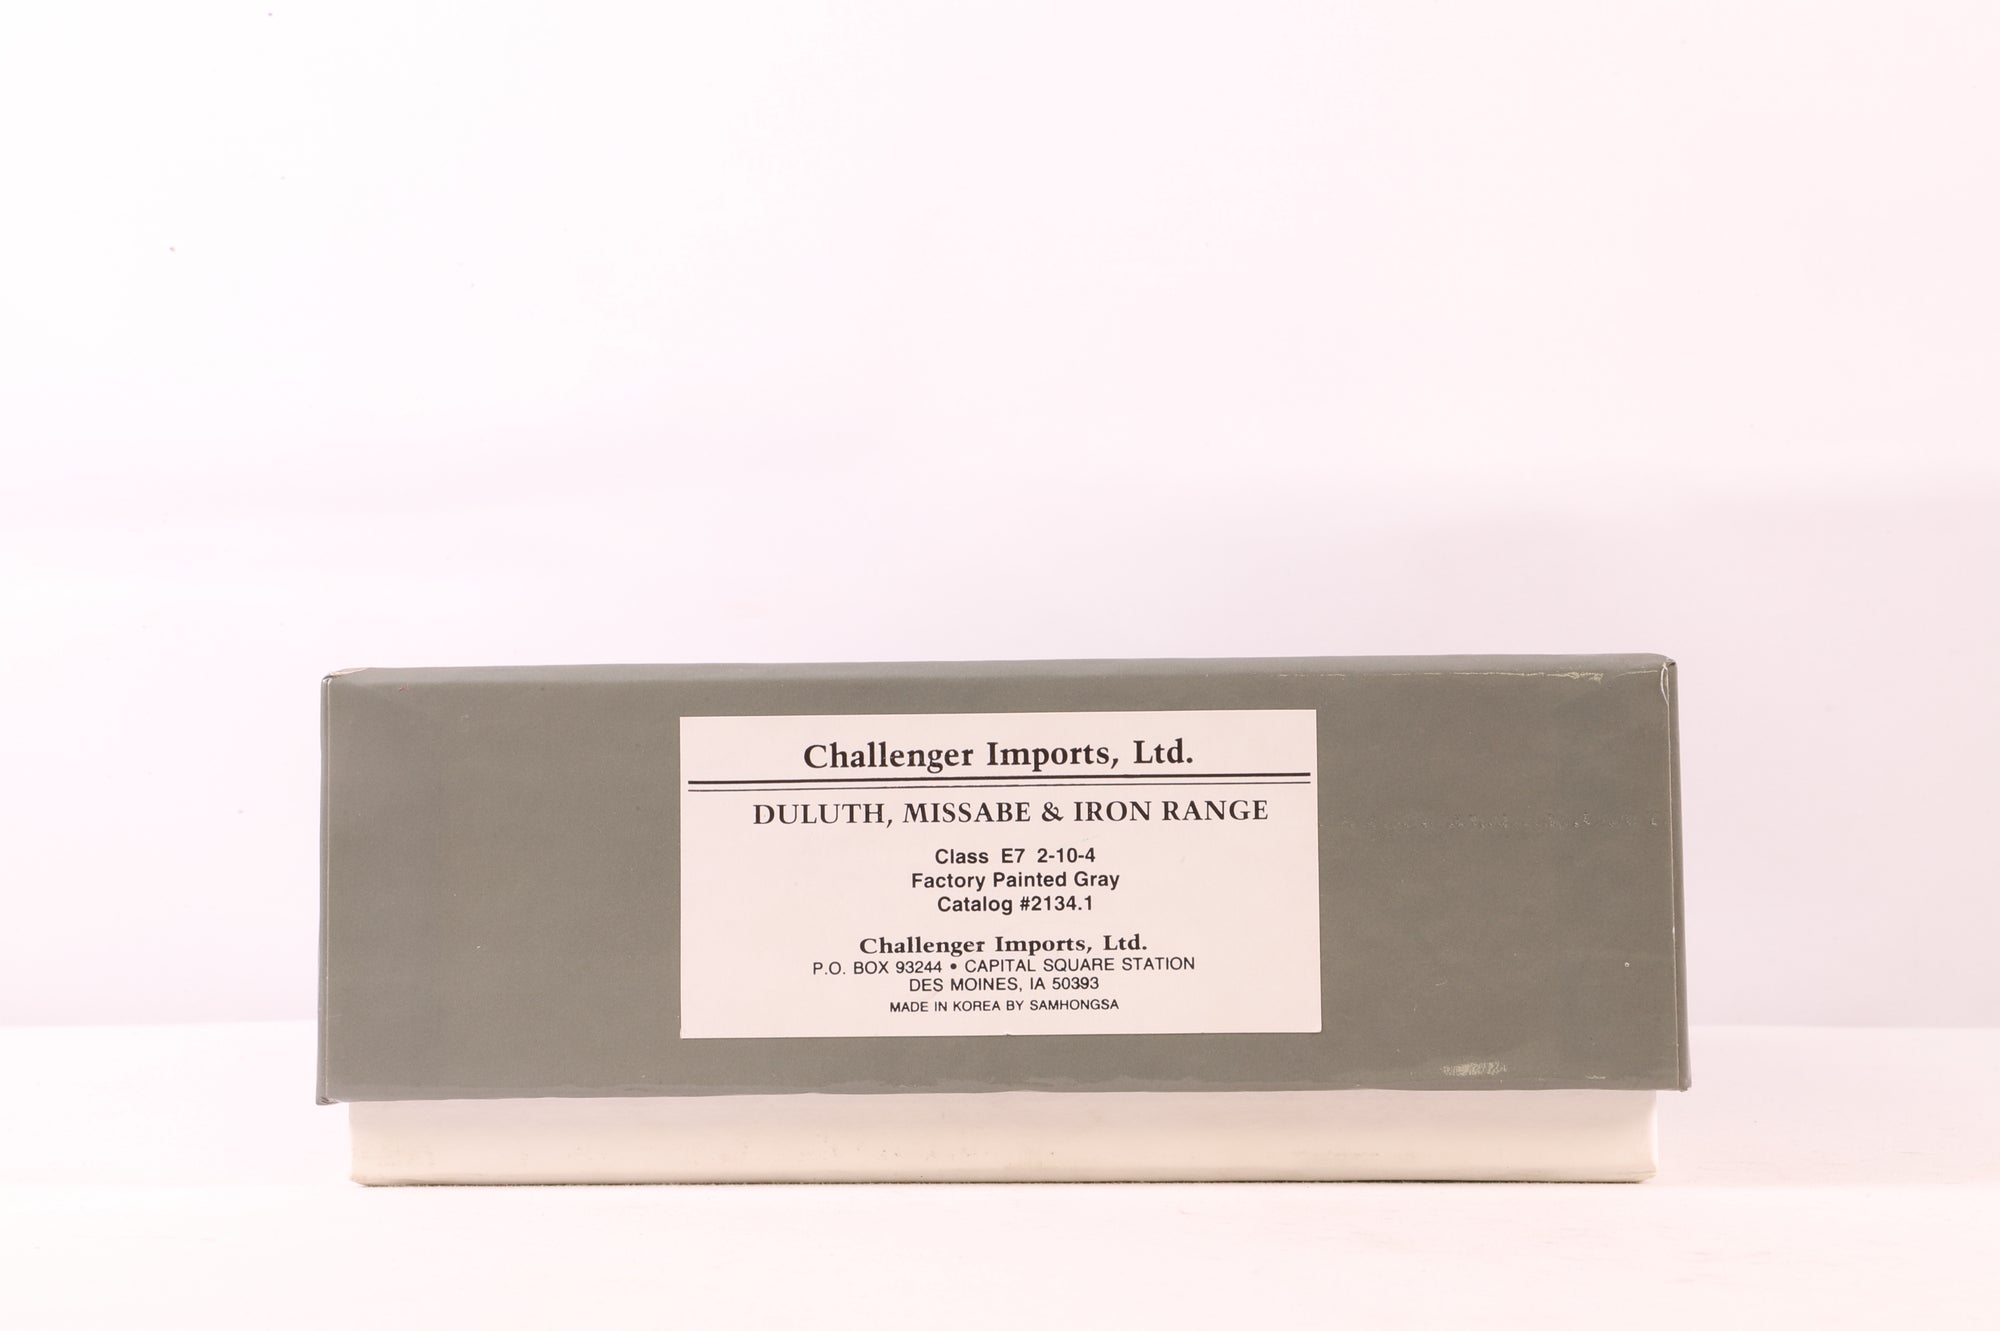 Challenger Imports, Ltd.
DULUTH, MISSABE & IRON RANGE
Class E7 2-10-4
Factory Painted Gray
Catalog #2134.1
Challenger Imports, Ltd.
P.O. BOX 93244 • CAPITAL SQUARE STATION
DES MOINES, IA 50393
MADE IN KOREA BY SAMHONGSA